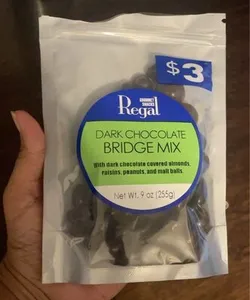 $3
GOURMET
SNACKS
Regal
DARK CHOCOLATE
BRIDGE MIX
With dark chocolate covered almonds,
raisins, peanuts, and malt balls.
Net Wt. 9 oz (255g)